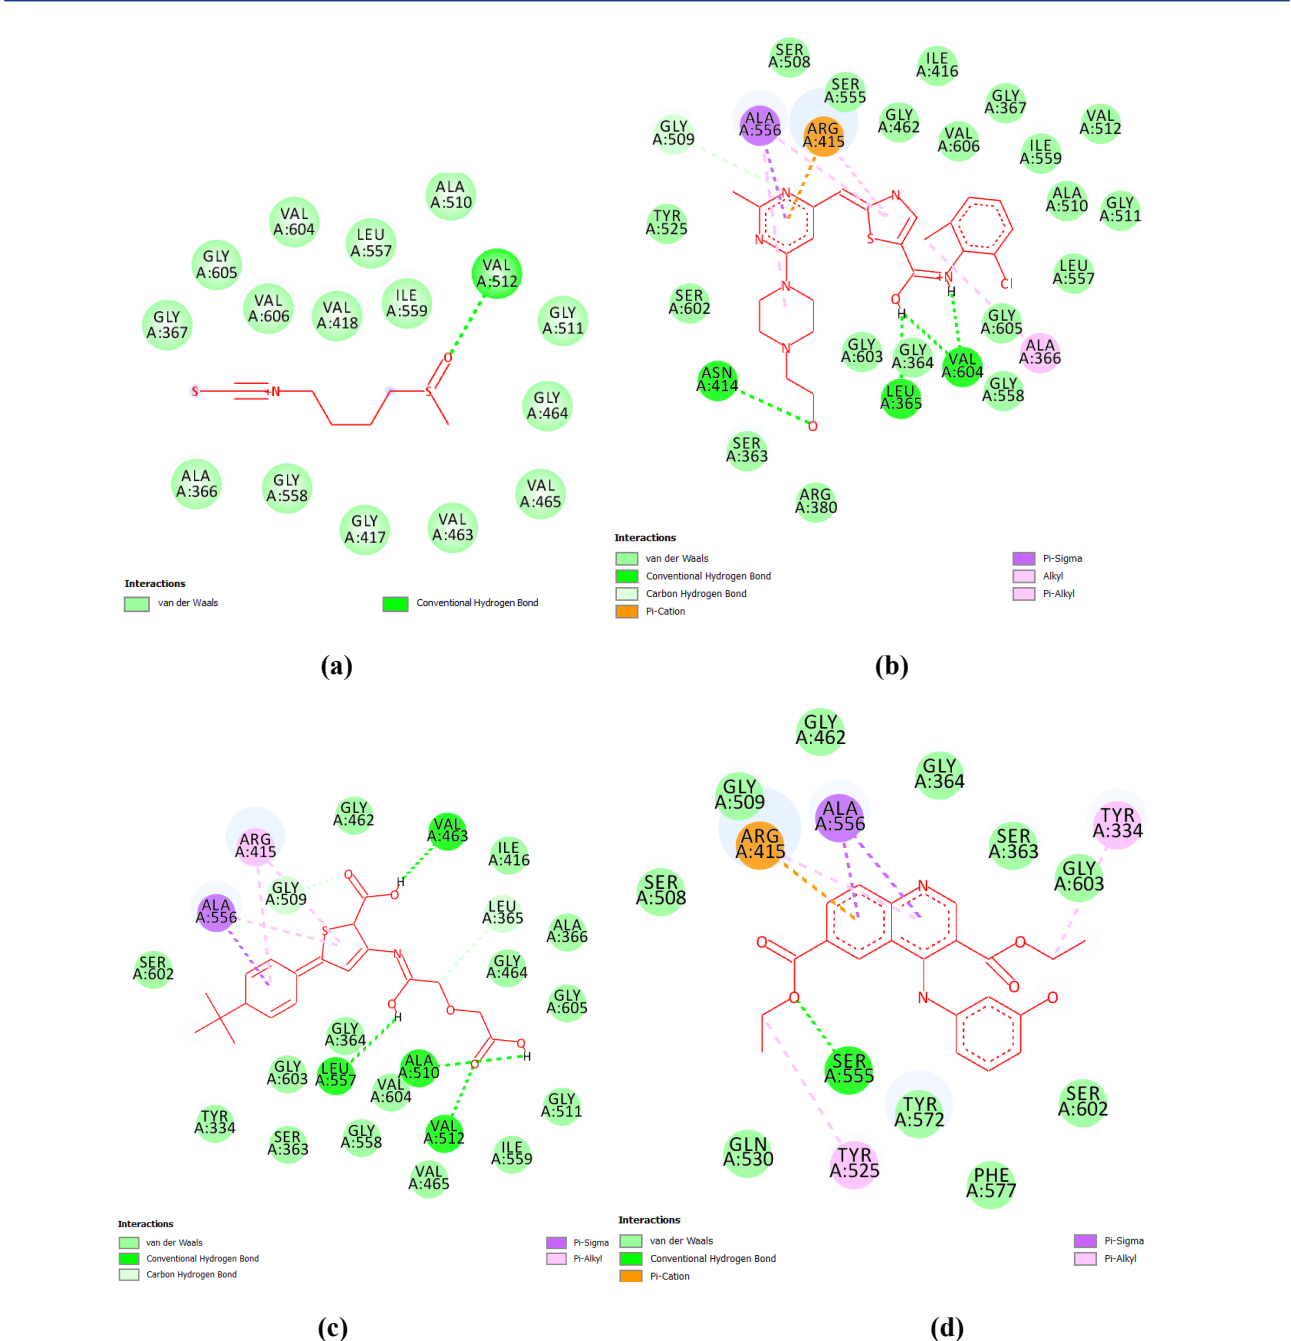 ALA
A:510
VAL
A:604
LEU
A:557
GLY
A:605
VAL
A:512
VAL
A:606
VAL
A:418
ILE
A:559
GLY
A:367
GLY
A:511
O
S
N
+
S
GLY
A:464
ALA
A:366
GLY
A:558
VAL
A:465
GLY
A:417
VAL
A:463
Interactions
van der Waals
Conventional Hydrogen Bond
(a)
SER
A:508
ILE
A:416
SER
A:555
GLY
A:367
GLY
A:509
ALA
A:556
ARG
A:415
GLY
A:462
VAL
A:606
VAL
A:512
ILE
A:559
ALA
A:510
GLY
A:511
TYR
A:525
N
N
N
S
LEU
A:557
N
+N
H
Cl
O
H
SER
A:602
GLY
A:605
GLY
A:603
GLY
A:364
VAL
A:604
ALA
A:366
N
ASN
A:414
LEU
A:365
GLY
A:558
O
SER
A:363
ARG
A:380
Interactions
van der Waals
Conventional Hydrogen Bond
Carbon Hydrogen Bond
Pi-Cation
Pi-Sigma
Alkyl
Pi-Alkyl
(b)
GLY
A:462
VAL
A:463
ARG
A:415
ILE
A:416
GLY
A:509
O
H
O
ALA
A:556
LEU
A:365
ALA
A:366
S
N
SER
A:602
GLY
A:464
GLY
A:605
O
H
O
GLY
A:364
O
H
O
GLY
A:603
LEU
A:557
ALA
A:510
VAL
A:604
TYR
A:334
SER
A:363
GLY
A:558
VAL
A:512
GLY
A:511
ILE
A:559
VAL
A:465
Interactions
van der Waals
Conventional Hydrogen Bond
Carbon Hydrogen Bond
Pi-Sigma
Pi-Alkyl
(c)
GLY
A:462
GLY
A:364
GLY
A:509
ALA
A:556
TYR
A:334
ARG
A:415
SER
A:363
GLY
A:603
SER
A:508
N
O
O
O
O
N
O
SER
A:555
TYR
A:572
SER
A:602
GLN
A:530
TYR
A:525
PHE
A:577
Interactions
van der Waals
Conventional Hydrogen Bond
Pi-Cation
Pi-Sigma
Pi-Alkyl
(d)